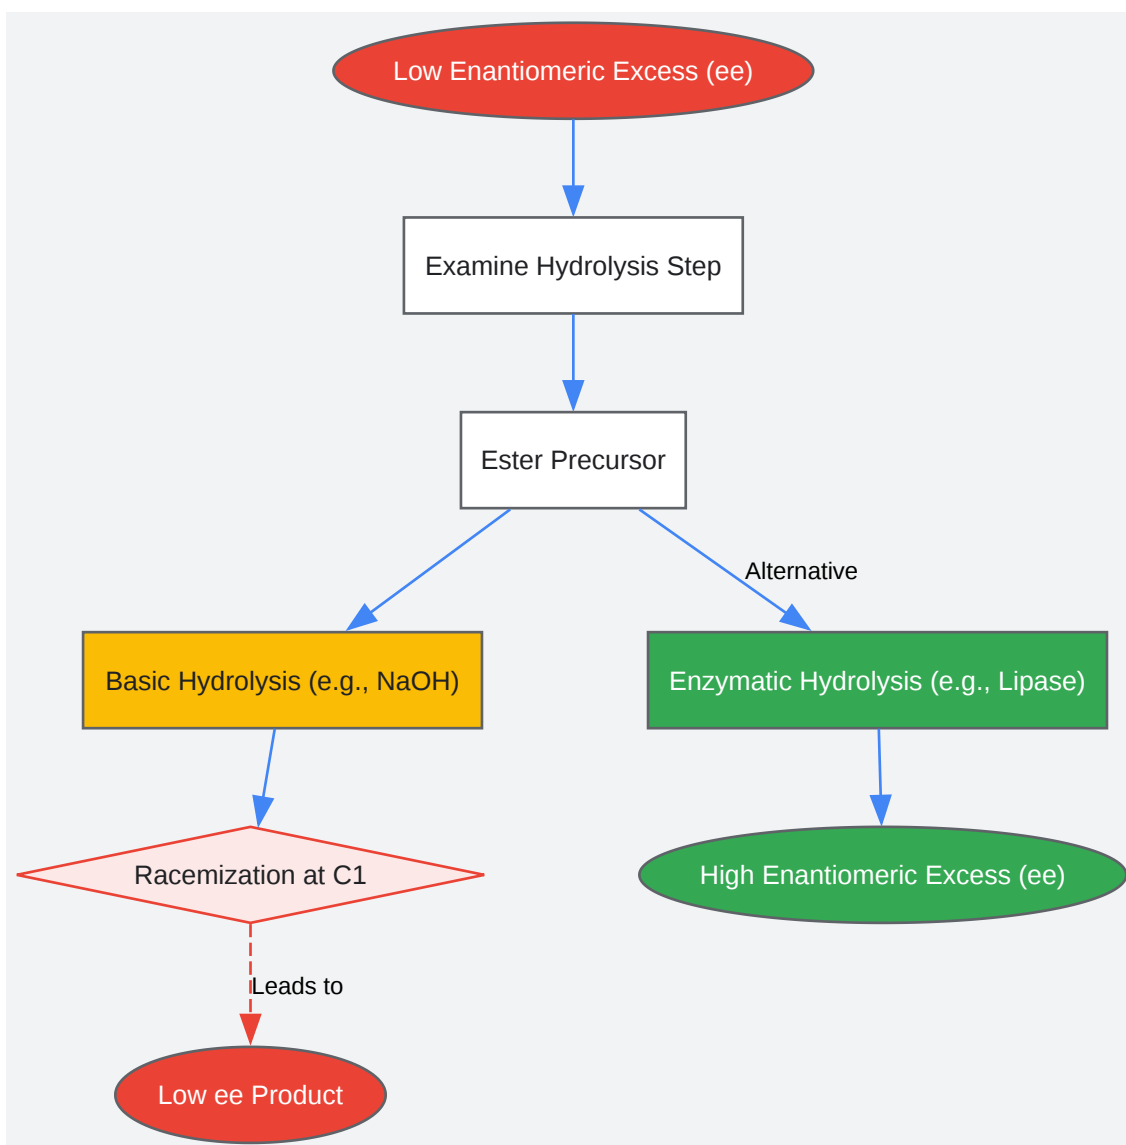 Low Enantiomeric Excess (ee)
Examine Hydrolysis Step
Ester Precursor
Alternative
Basic Hydrolysis (e.g., NaOH)
Enzymatic Hydrolysis (e.g., Lipase)
Racemization at C1
High Enantiomeric Excess (ee)
Leads to
Low ee Product